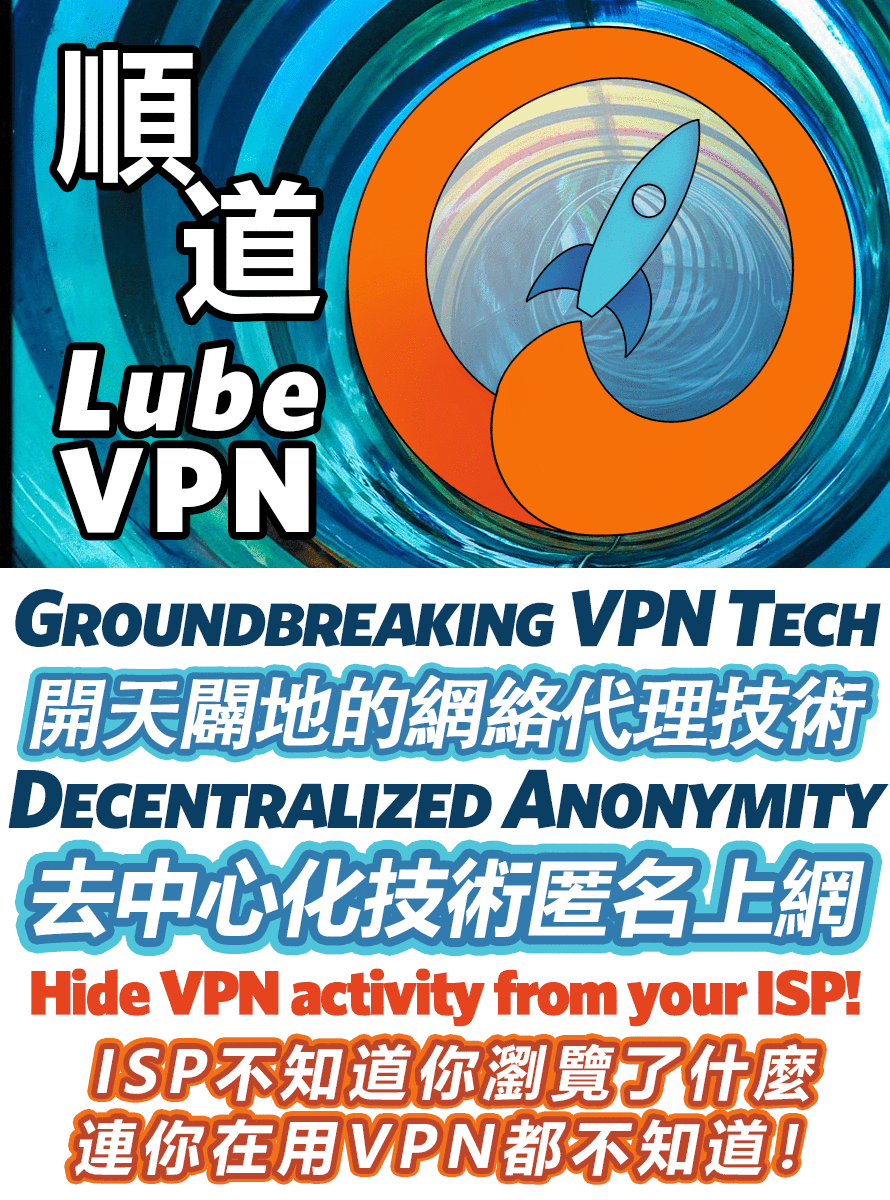 順道
Lube
VPN
GROUNDBREAKING VPN TECH
開天闢地的網絡代理技術
DECENTRALIZED ANONYMITY
去中心化技術匿名上網
Hide VPN activity from your ISP!
ISP不知道你瀏覽了什麼
連你在用VPN都不知道！